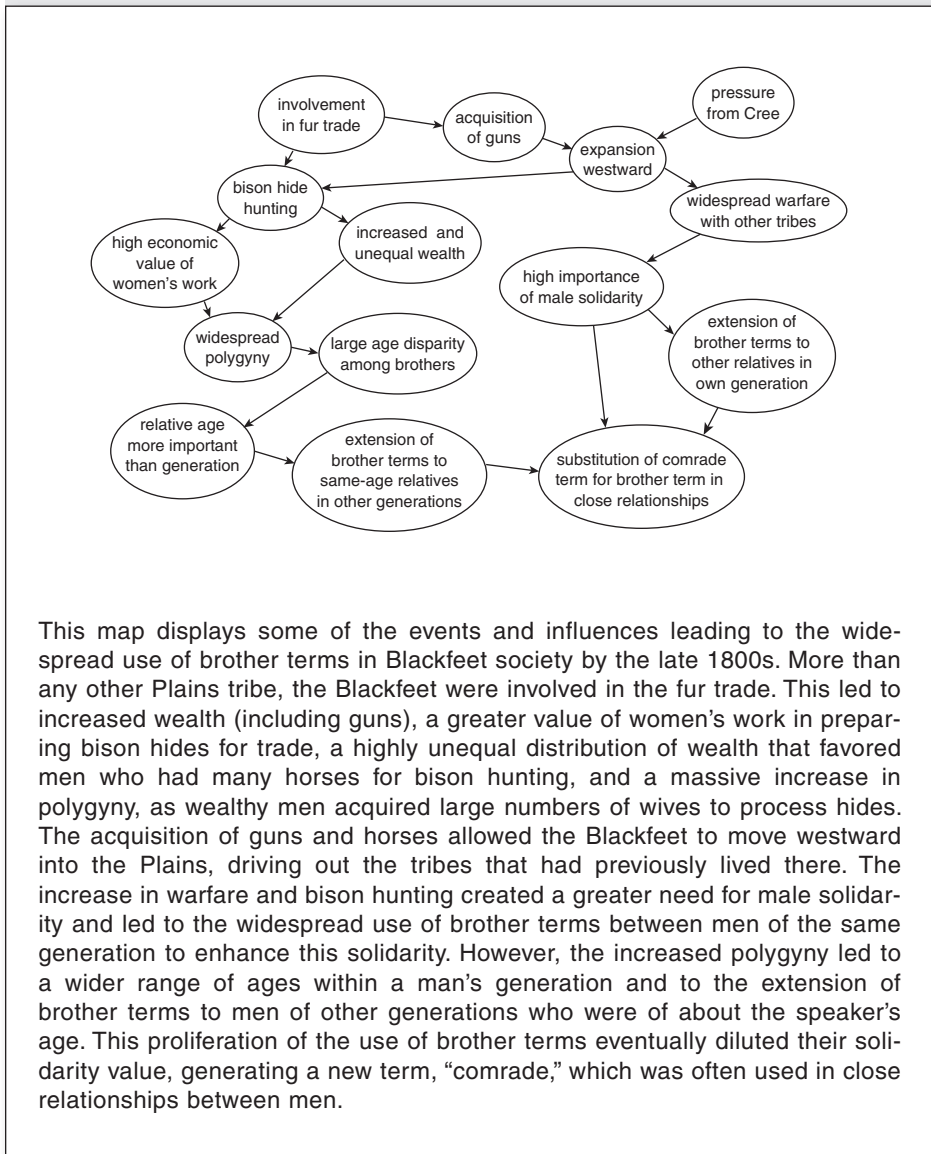 involvement
in fur trade
acquisition
of guns
pressure
from Cree
expansion
westward
bison hide
hunting
widespread warfare
with other tribes
high economic
value of
women's work
increased and
unequal wealth
high importance
of male solidarity
widespread
polygyny
large age disparity
among brothers
extension of
brother terms to
other relatives in
own generation
relative age
more important
than generation
extension of
brother terms to
same-age relatives
in other generations
substitution of comrade
term for brother term in
close relationships
This map displays some of the events and influences leading to the wide-
spread use of brother terms in Blackfeet society by the late 1800s. More than
any other Plains tribe, the Blackfeet were involved in the fur trade. This led to
increased wealth (including guns), a greater value of women's work in prepar-
ing bison hides for trade, a highly unequal distribution of wealth that favored
men who had many horses for bison hunting, and a massive increase in
polygyny, as wealthy men acquired large numbers of wives to process hides.
The acquisition of guns and horses allowed the Blackfeet to move westward
into the Plains, driving out the tribes that had previously lived there. The
increase in warfare and bison hunting created a greater need for male solidar-
ity and led to the widespread use of brother terms between men of the same
generation to enhance this solidarity. However, the increased polygyny led to
a wider range of ages within a man's generation and to the extension of
brother terms to men of other generations who were of about the speaker's
age. This proliferation of the use of brother terms eventually diluted their soli-
darity value, generating a new term, "comrade," which was often used in close
relationships between men.